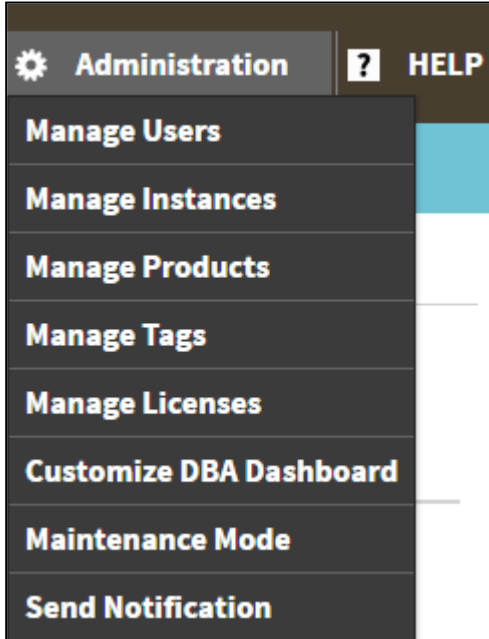 Administration ? HELP
Manage Users
Manage Instances
Manage Products
Manage Tags
Manage Licenses
Customize DBA Dashboard
Maintenance Mode
Send Notification